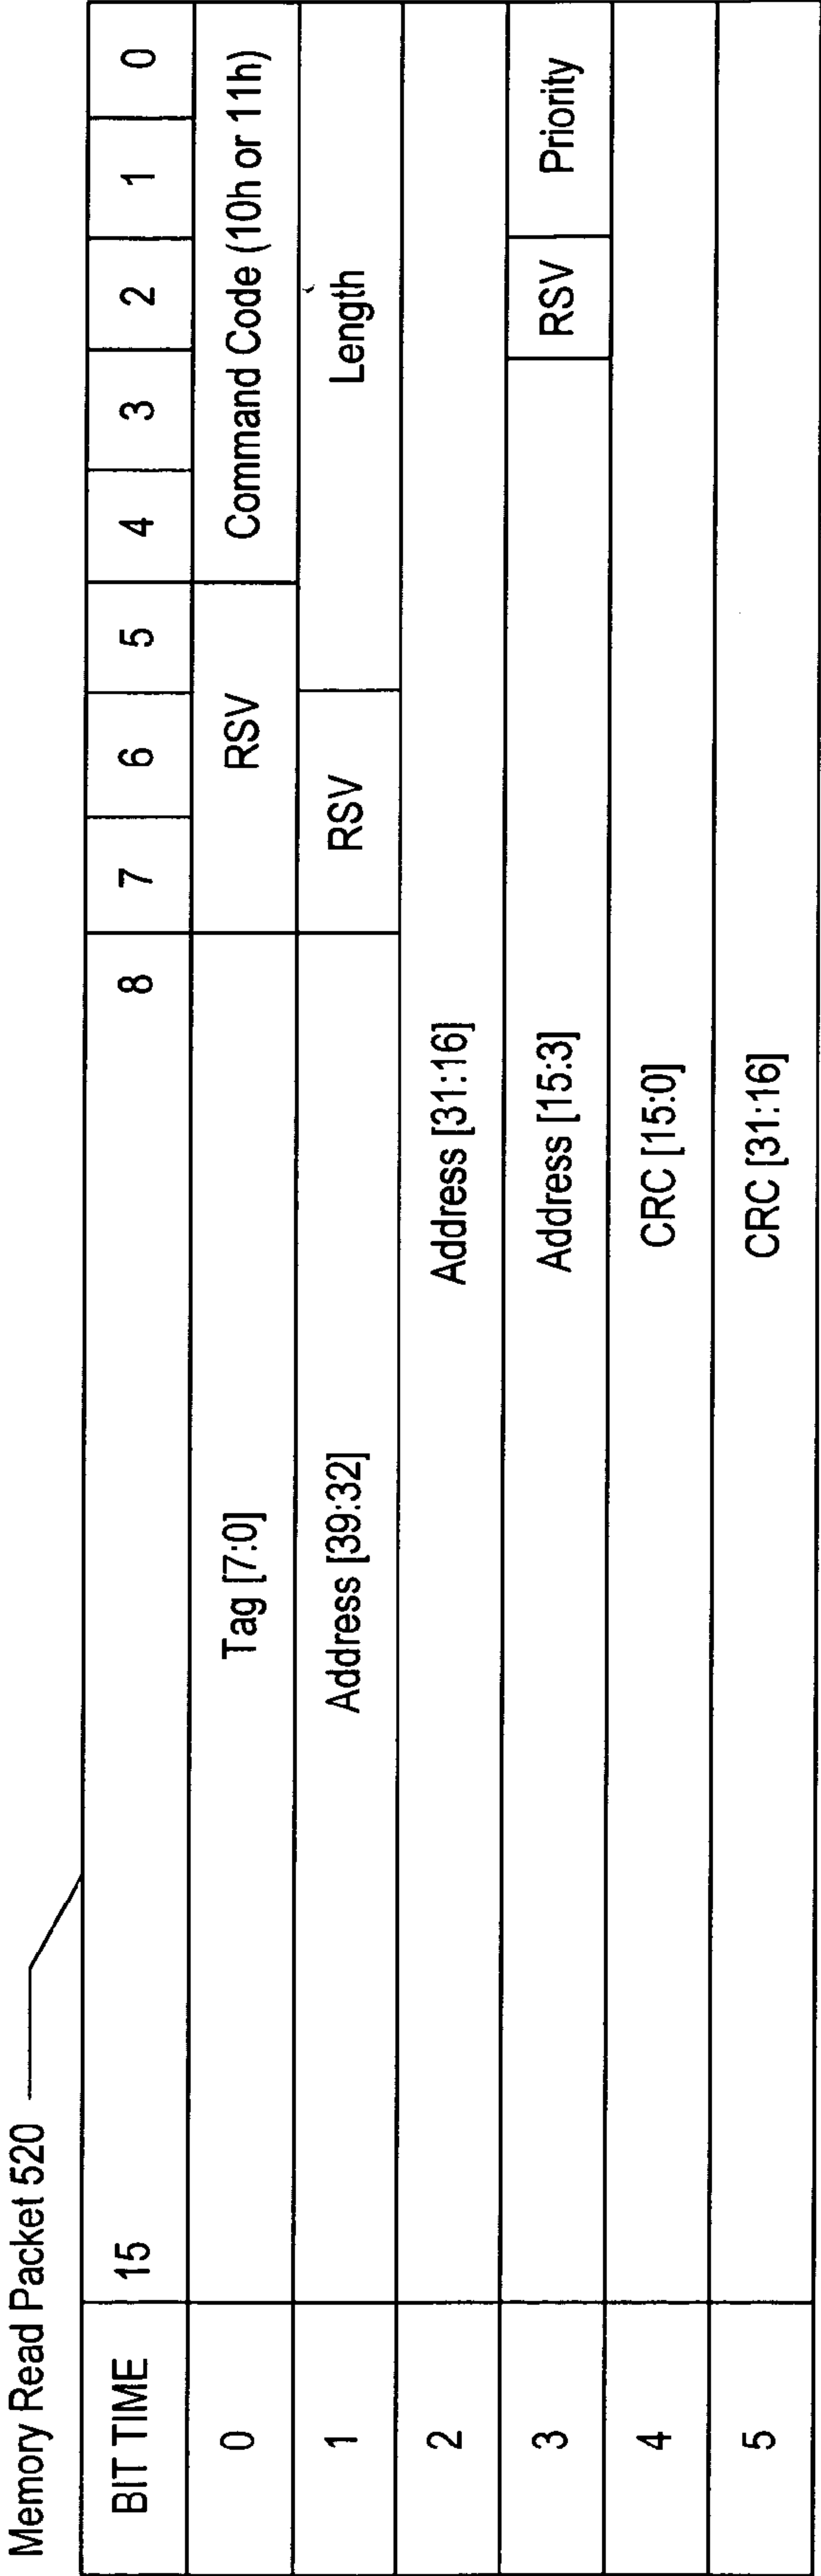 Memory Read Packet 520
BIT TIME 15 8 7 6 5 4 3 2 1 0
0 Tag [7:0] RSV Command Code (10h or 11h)
1 Address [39:32] RSV Length
2 Address [31:16]
3 Address [15:3] RSV Priority
4 CRC [15:0]
5 CRC [31:16]